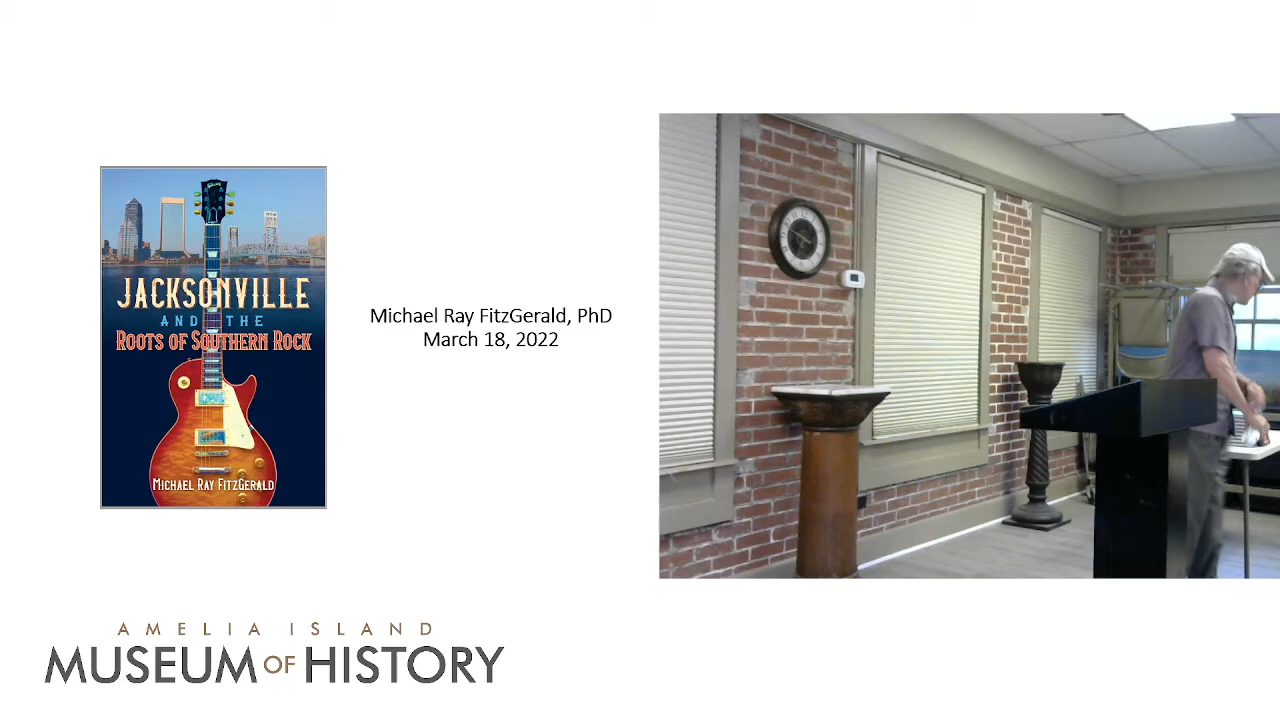 Gibson
JACKSONVILLE
AND THE
ROOTS OF SOUTHERN ROCK
MICHAEL RAY FITZGERALD
Michael Ray FitzGerald, PhD
March 18, 2022
AMELIA ISLAND
MUSEUM OF HISTORY